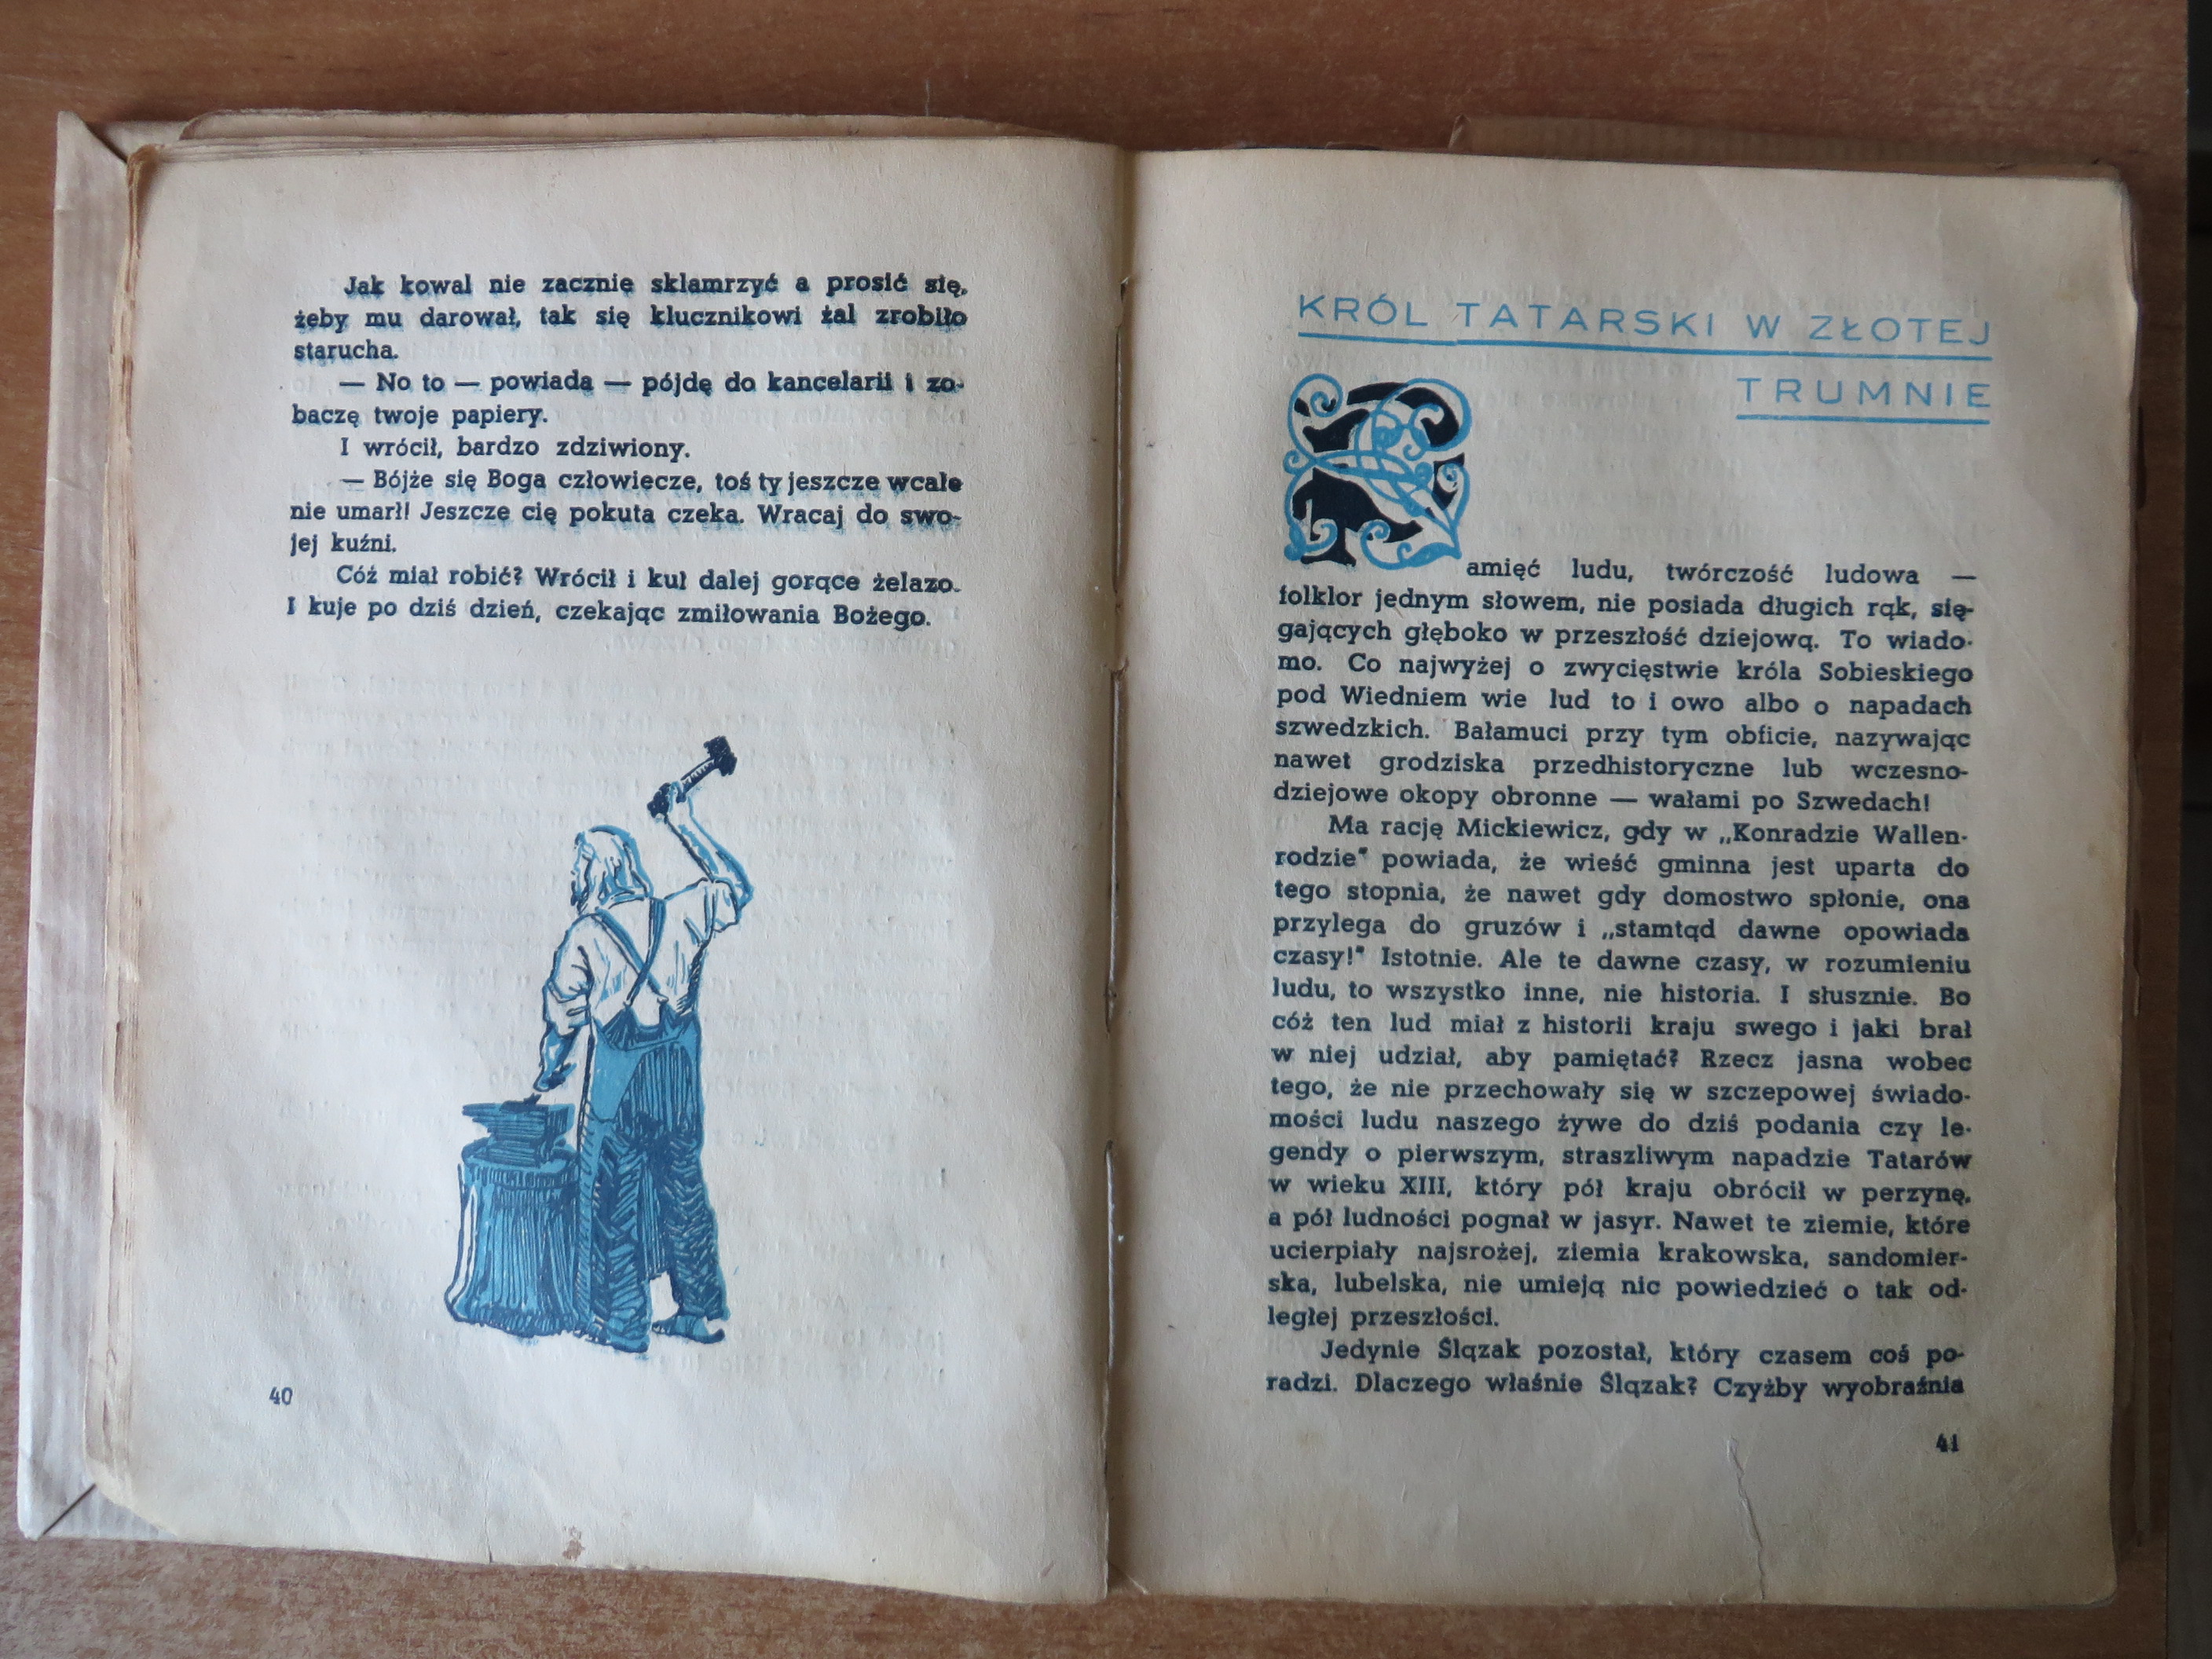 Jak kowal nie zacznie sklamrzyć a prosić się,
żeby mu darował, tak się klucznikowi żal zrobiło
starucha.
— No to — powiada — pójdę do kancelarii i zo-
baczę twoje papiery.
I wrócił, bardzo zdziwiony.
— Bójże się Boga człowiecze, toś ty jeszcze wcale
nie umarł! Jeszcze cię pokuta czeka. Wracaj do swo-
jej kuźni.
Cóż miał robić? Wrócił i kuł dalej gorące żelazo.
I kuje po dziś dzień, czekając zmiłowania Bożego.
40
KRÓL TATARSKI W ZŁOTEJ
TRUMNIE
Pamięć ludu, twórczość ludowa —
folklor jednym słowem, nie posiada długich rąk, się-
gających głęboko w przeszłość dziejową. To wiado-
mo. Co najwyżej o zwycięstwie króla Sobieskiego
pod Wiedniem wie lud to i owo albo o napadach
szwedzkich. Bałamuci przy tym obficie, nazywając
nawet grodziska przedhistoryczne lub wczesno-
dziejowe okopy obronne — wałami po Szwedach!
Ma rację Mickiewicz, gdy w „Konradzie Wallen-
rodzie" powiada, że wieść gminna jest uparta do
tego stopnia, że nawet gdy domostwo spłonie, ona
przylega do gruzów i „stamtąd dawne opowiada
czasy!" Istotnie. Ale te dawne czasy, w rozumieniu
ludu, to wszystko inne, nie historia. I słusznie. Bo
cóż ten lud miał z historii kraju swego i jaki brał
w niej udział, aby pamiętać? Rzecz jasna wobec
tego, że nie przechowały się w szczepowej świado-
mości ludu naszego żywe do dziś podania czy le-
gendy o pierwszym, straszliwym napadzie Tatarów
w wieku XIII, który pół kraju obrócił w perzynę,
a pół ludności pognał w jasyr. Nawet te ziemie, które
ucierpiały najsrożej, ziemia krakowska, sandomier-
ska, lubelska, nie umieją nic powiedzieć o tak od-
ległej przeszłości.
Jedynie Ślązak pozostał, który czasem coś po-
radzi. Dlaczego właśnie Ślązak? Czyżby wyobraźnia
41